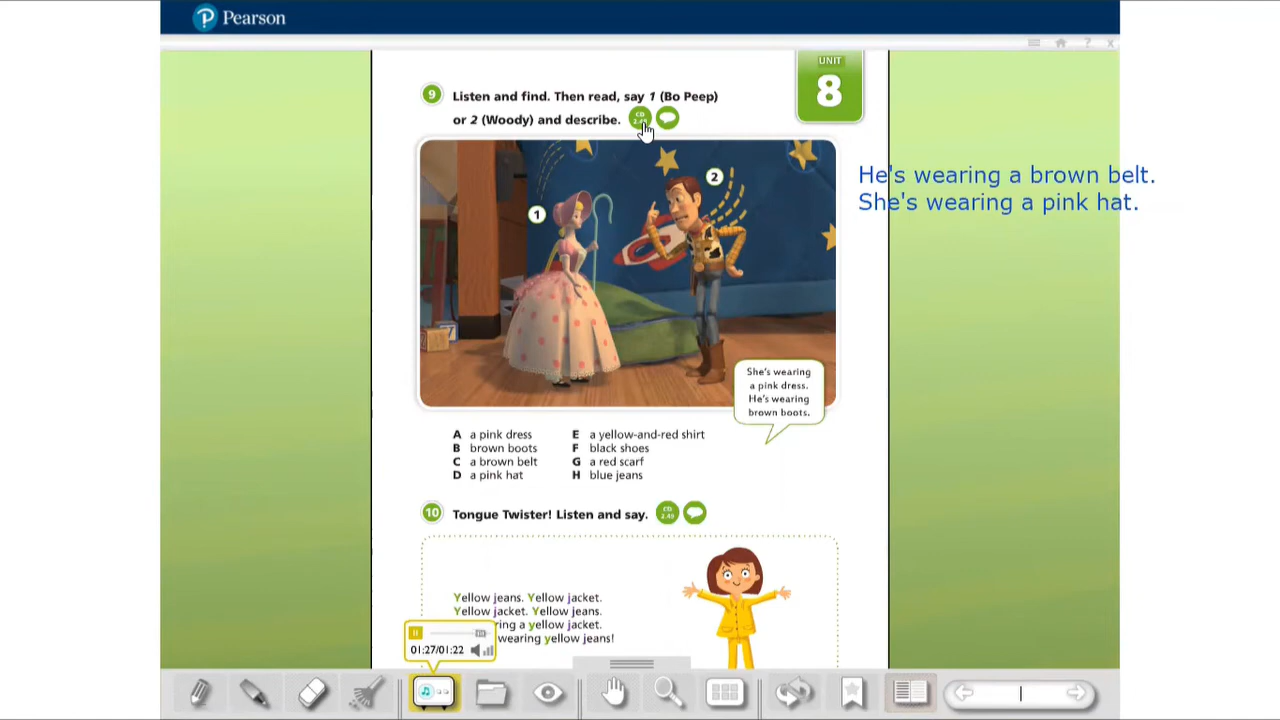 Pearson
UNIT
8
9 Listen and find. Then read, say 1 (Bo Peep)
or 2 (Woody) and describe.
CD
1
2
He's wearing a brown belt.
She's wearing a pink hat.
She's wearing
a pink dress.
He's wearing
brown boots.
A a pink dress
B brown boots
C a brown belt
D a pink hat
E a yellow-and-red shirt
F black shoes
G a red scarf
H blue jeans
10 Tongue Twister! Listen and say.
CD
2.49
Yellow jeans. Yellow jacket.
Yellow jacket. Yellow jeans.
ring a yellow jacket.
wearing yellow jeans!
01:27/01:22